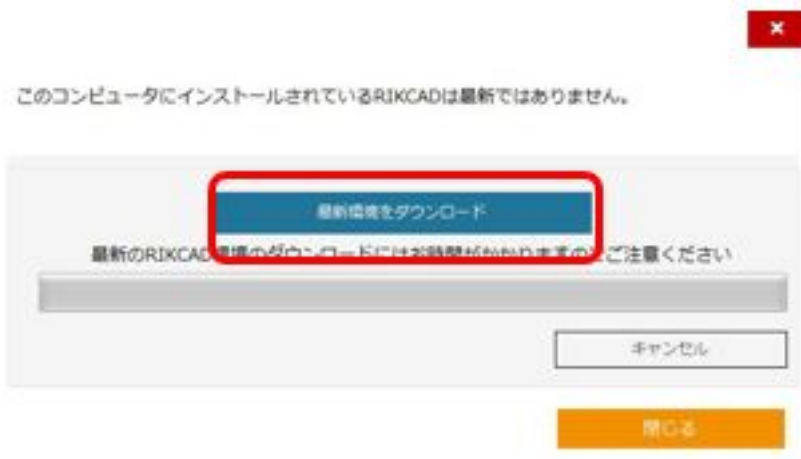 このコンピュータにインストールされているRIKCADは最新ではありません。
最新環境をダウンロード
最新のRIKCAD環境のダウンロードにはお時間がかかりますのでご注意ください
キャンセル
閉じる